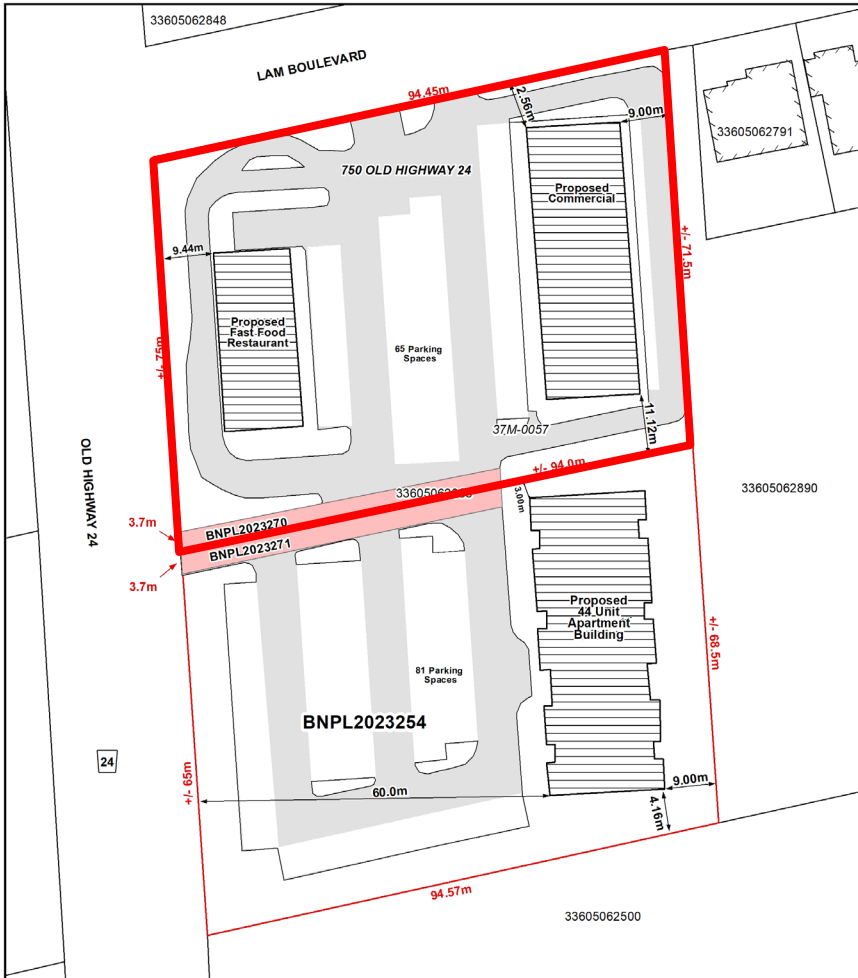 33605062848
LAM BOULEVARD
94.45m
2.56m
9.00m
33605062791
750 OLD HIGHWAY 24
Proposed
Commercial
9.44m
+/- 71.5m
Proposed
Fast Food
Restaurant
65 Parking
Spaces
+/- 75m
11.12m
37M-0057
OLD HIGHWAY 24
+/- 94.0m
33605062890
3.00m
3.7m
BNPL2023270
BNPL2023271
3.7m
Proposed
44 Unit
Apartment
Building
+/- 68.5m
81 Parking
Spaces
BNPL2023254
24
+/- 65m
60.0m
9.00m
4.16m
94.57m
33605062500